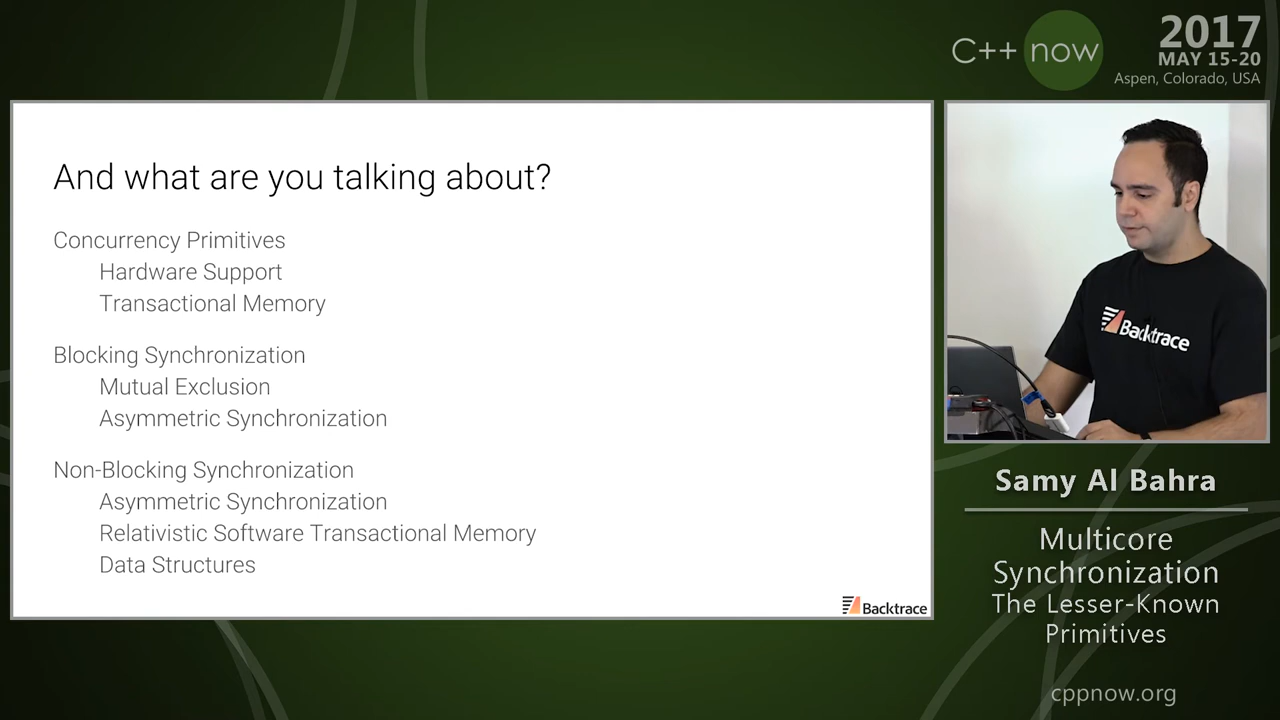 C++ now
2017
MAY 15-20
Aspen, Colorado, USA
And what are you talking about?
Concurrency Primitives
Hardware Support
Transactional Memory
Blocking Synchronization
Mutual Exclusion
Asymmetric Synchronization
Non-Blocking Synchronization
Asymmetric Synchronization
Relativistic Software Transactional Memory
Data Structures
Backtrace
Backtrace
Samy Al Bahra
Multicore
Synchronization
The Lesser-Known
Primitives
cppnow.org